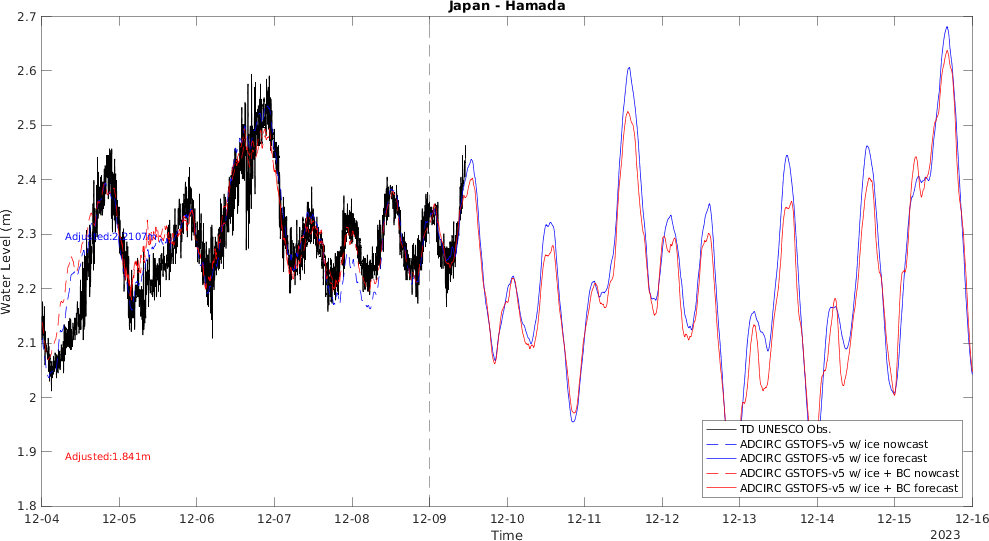 Japan - Hamada
2.7
2.6
2.5
2.4
2.3
2.2
2.1
2
1.9
1.8
Water Level (m)
Adjusted:2.2107m
Adjusted:1.841m
TD UNESCO Obs.
ADCIRC GSTOFS-v5 w/ ice nowcast
ADCIRC GSTOFS-v5 w/ ice forecast
ADCIRC GSTOFS-v5 w/ ice + BC nowcast
ADCIRC GSTOFS-v5 w/ ice + BC forecast
12-04 12-05 12-06 12-07 12-08 12-09 12-10 12-11 12-12 12-13 12-14 12-15 12-16
Time
2023